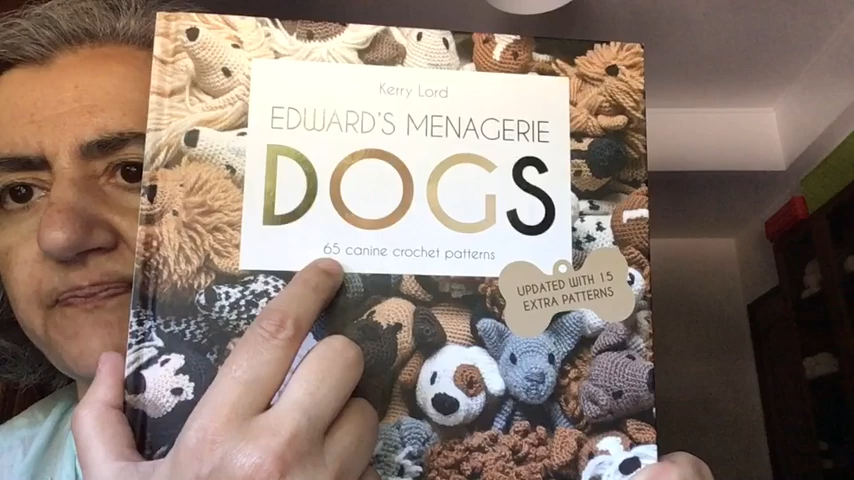 Kerry Lord
EDWARD'S MENAGERIE
DOGS
65 canine crochet patterns
UPDATED WITH 15
EXTRA PATTERNS